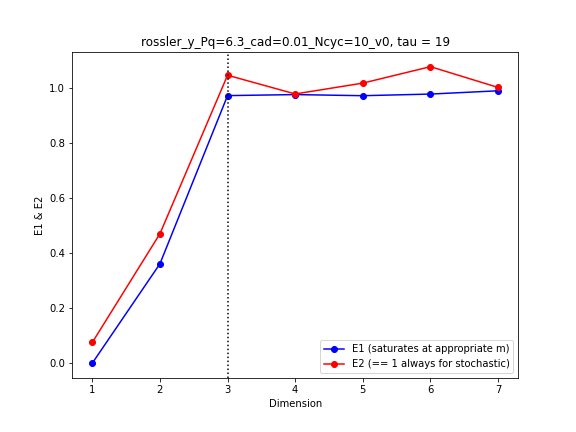 rossler_y_Pq=6.3_cad=0.01_Ncyc=10_v0, tau = 19
1.0
0.8
0.6
0.4
0.2
0.0
E1 & E2
E1 (saturates at appropriate m)
E2 (== 1 always for stochastic)
1 2 3 4 5 6 7
Dimension